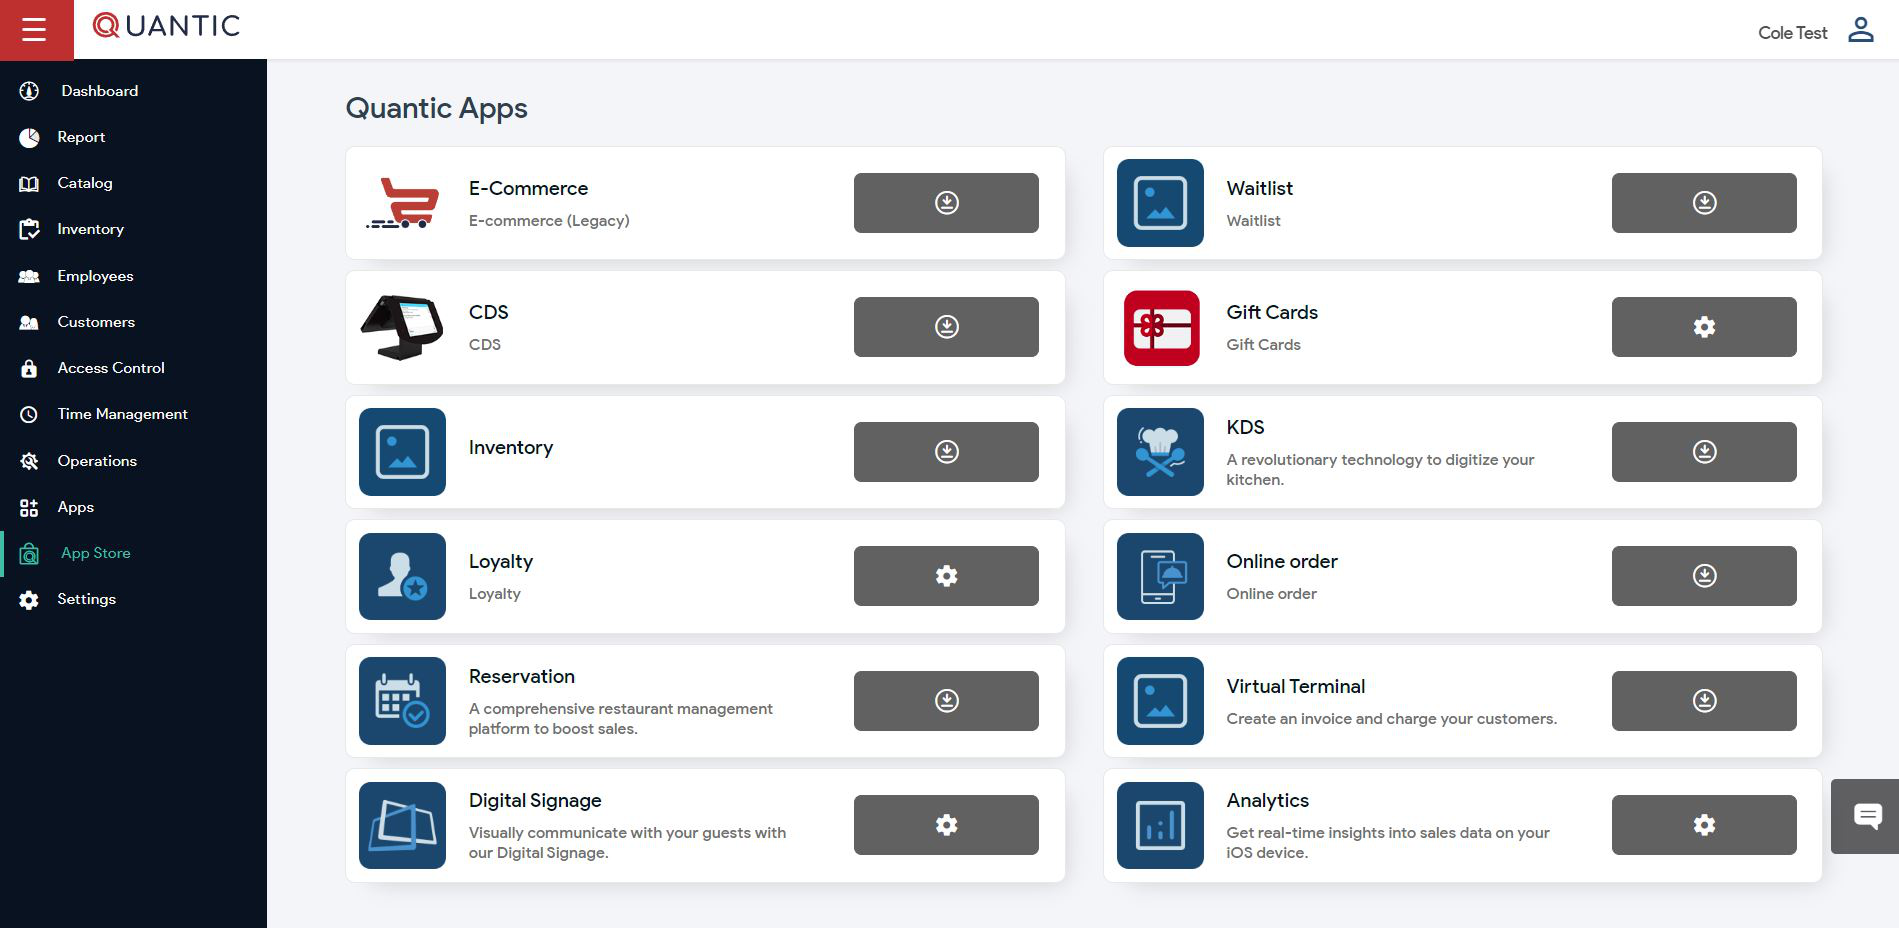 QUANTIC
Cole Test
Dashboard
Report
Catalog
Inventory
Employees
Customers
Access Control
Time Management
Operations
Apps
App Store
Settings
Quantic Apps
E-Commerce
E-commerce (Legacy)
Waitlist
Waitlist
CDS
CDS
Gift Cards
Gift Cards
Inventory
KDS
A revolutionary technology to digitize your
kitchen.
Loyalty
Loyalty
Online order
Online order
Reservation
A comprehensive restaurant management
platform to boost sales.
Virtual Terminal
Create an invoice and charge your customers.
Digital Signage
Visually communicate with your guests with
our Digital Signage.
Analytics
Get real-time insights into sales data on your
iOS device.